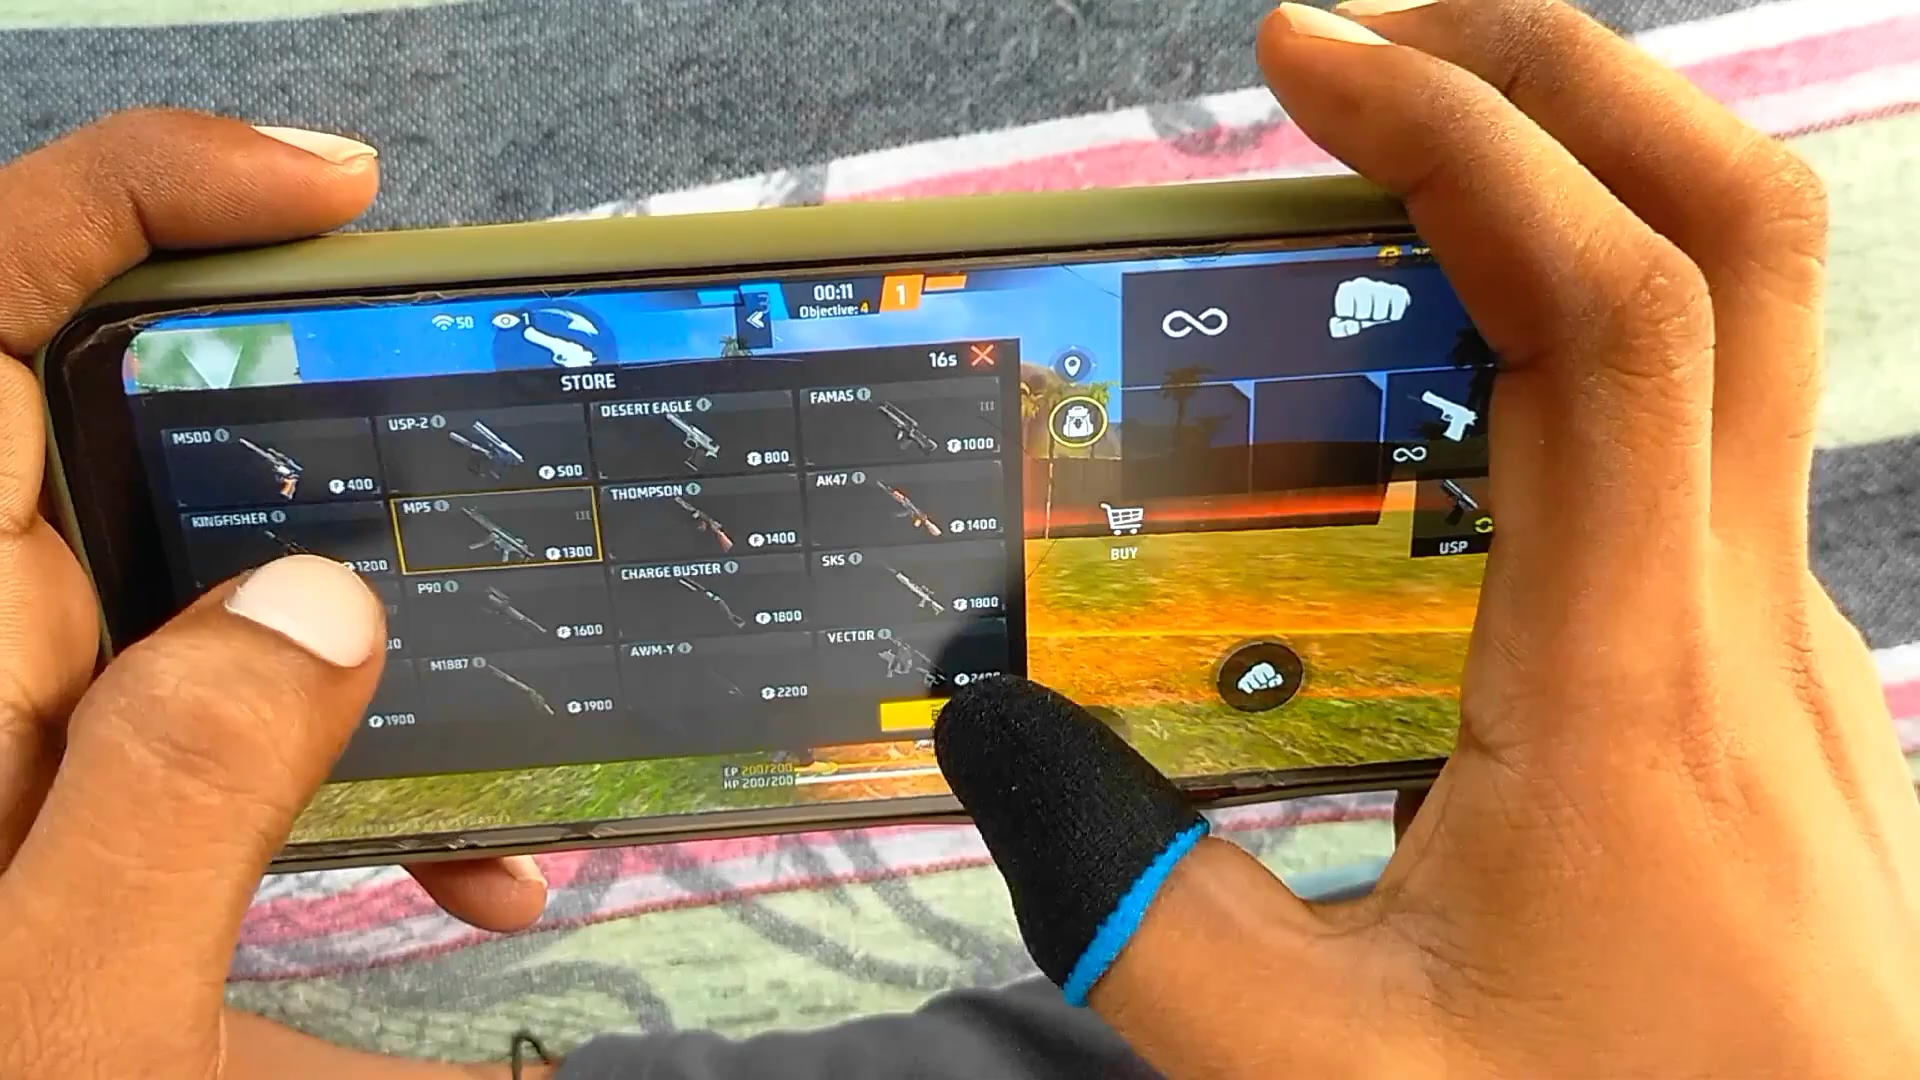 50
1
00:11
Objective: 4
1
STORE
16s
M500
400
USP-2
500
DESERT EAGLE
800
FAMAS
III
1000
KINGFISHER
1200
MP5
III
1300
THOMPSON
1400
AK47
1400
P90
1600
CHARGE BUSTER
1800
SKS
1800
1900
M1887
1900
AWM-Y
2200
VECTOR
BUY
USP
EP 200/200
HP 200/200